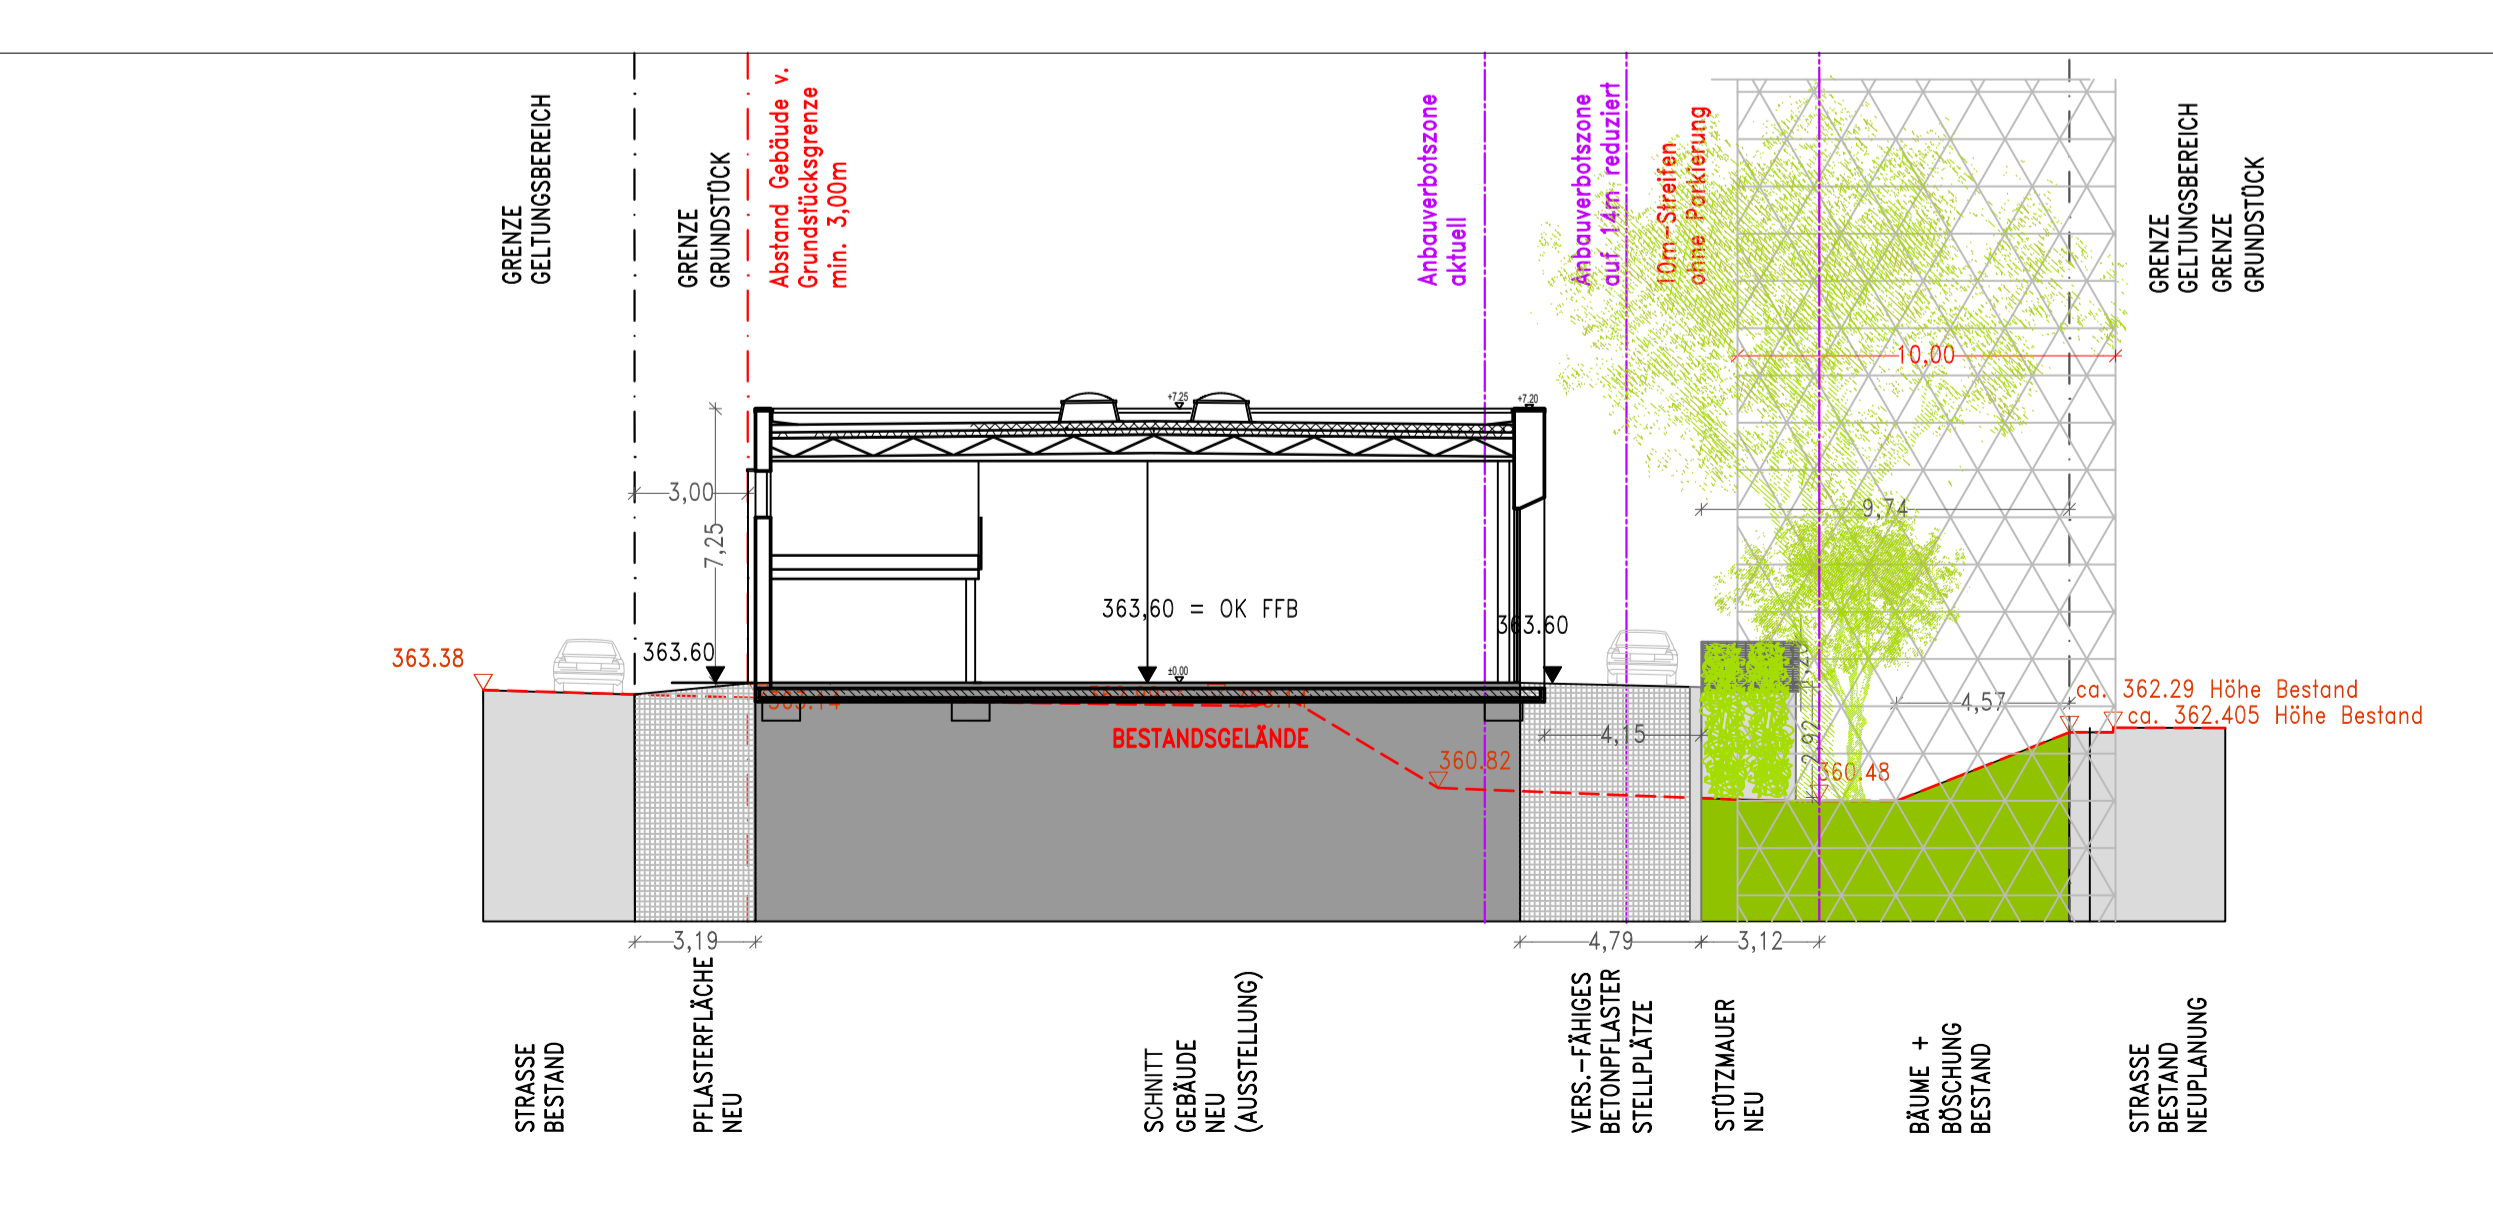 GRENZE
GELTUNGSBEREICH
GRENZE
GRUNDSTÜCK
Abstand Gebäude v.
Grundstücksgrenze
min. 3,00m
Anbauverbotszone
aktuell
Anbauverbotszone
auf 14m reduziert
10m-Streifen
ohne Parkierung
GRENZE
GELTUNGSBEREICH
GRENZE
GRUNDSTÜCK
10,00
+7.25
+7.20
3,00
7,25
9,74
363,60 = OK FFB
363.60
363.60
363.38
±0.00
4,57
ca. 362.29 Höhe Bestand
ca. 362.405 Höhe Bestand
BESTANDSGELÄNDE
4,15
2,92
360.82
360.48
3,19
4,79
3,12
STRASSE
BESTAND
PFLASTERFLÄCHE
NEU
SCHNITT
GEBÄUDE
NEU
(AUSSTELLUNG)
VERS.-FÄHIGES
BETONPFLASTER
STELLPLÄTZE
STÜTZMAUER
NEU
BÄUME +
BÖSCHUNG
BESTAND
STRASSE
BESTAND
NEUPLANUNG